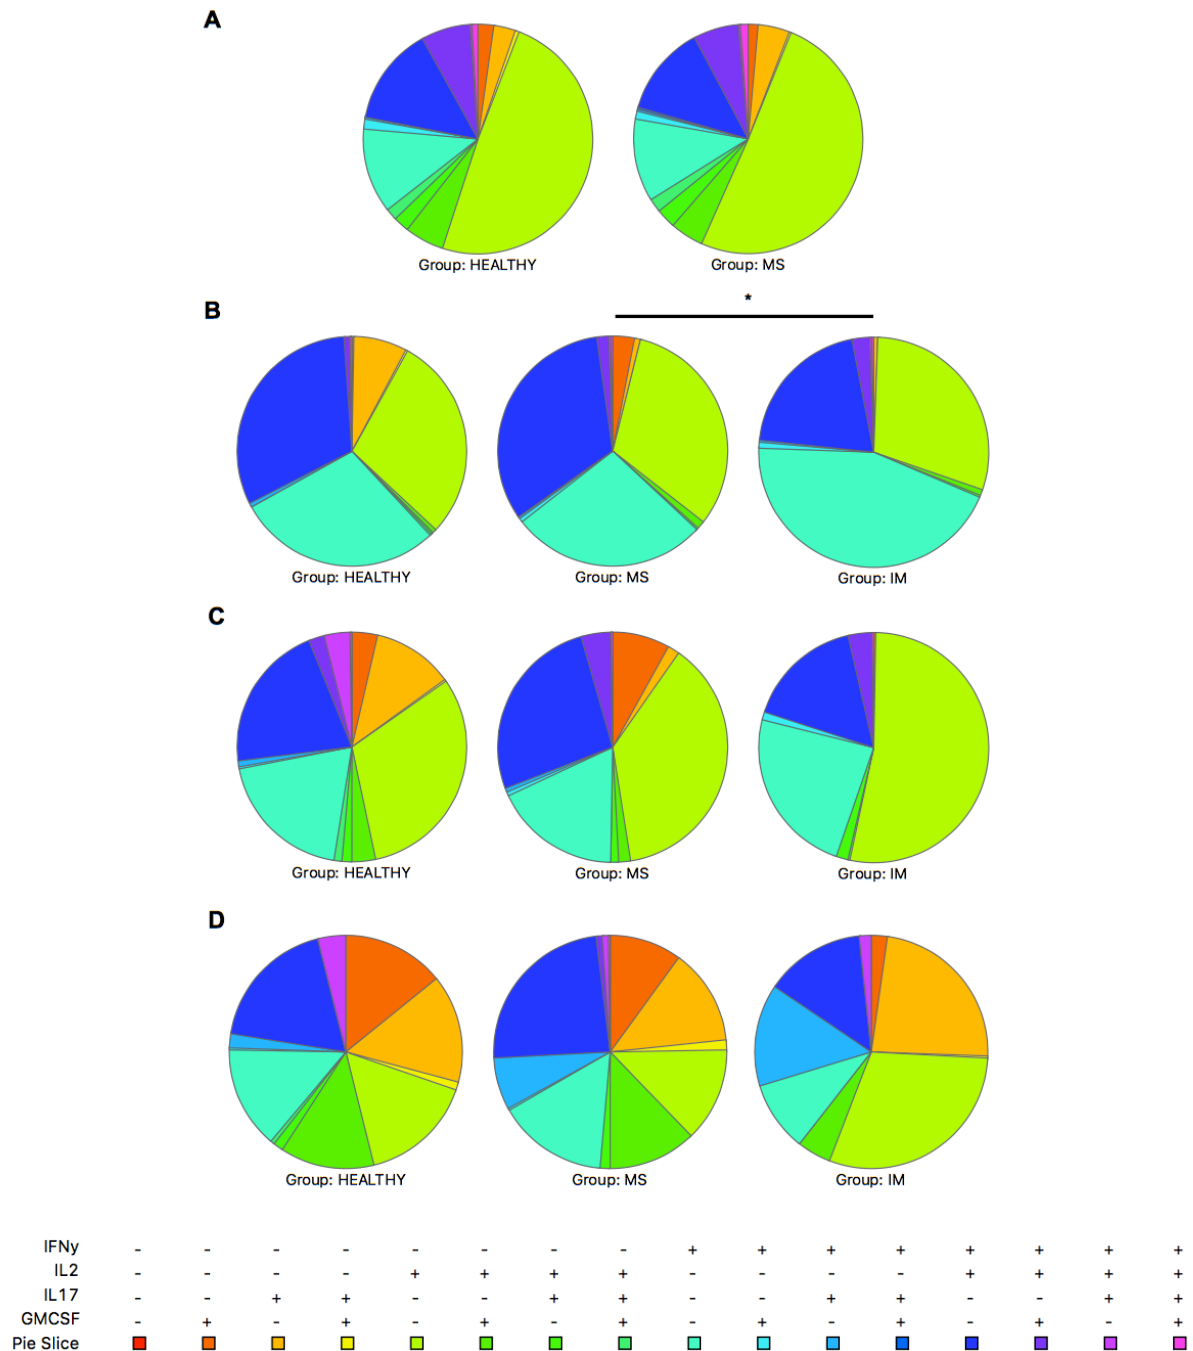 A
Group: HEALTHY Group: MS
*
B
Group: HEALTHY Group: MS Group: IM
C
Group: HEALTHY Group: MS Group: IM
D
Group: HEALTHY Group: MS Group: IM
IFNy - - - - - - - - + + + + + + + +
IL2 - - - - + + + + - - - - + + + +
IL17 - - + + - - + + - - + + - - + +
GMCSF - + - + - + - + - + - + - + - +
Pie Slice